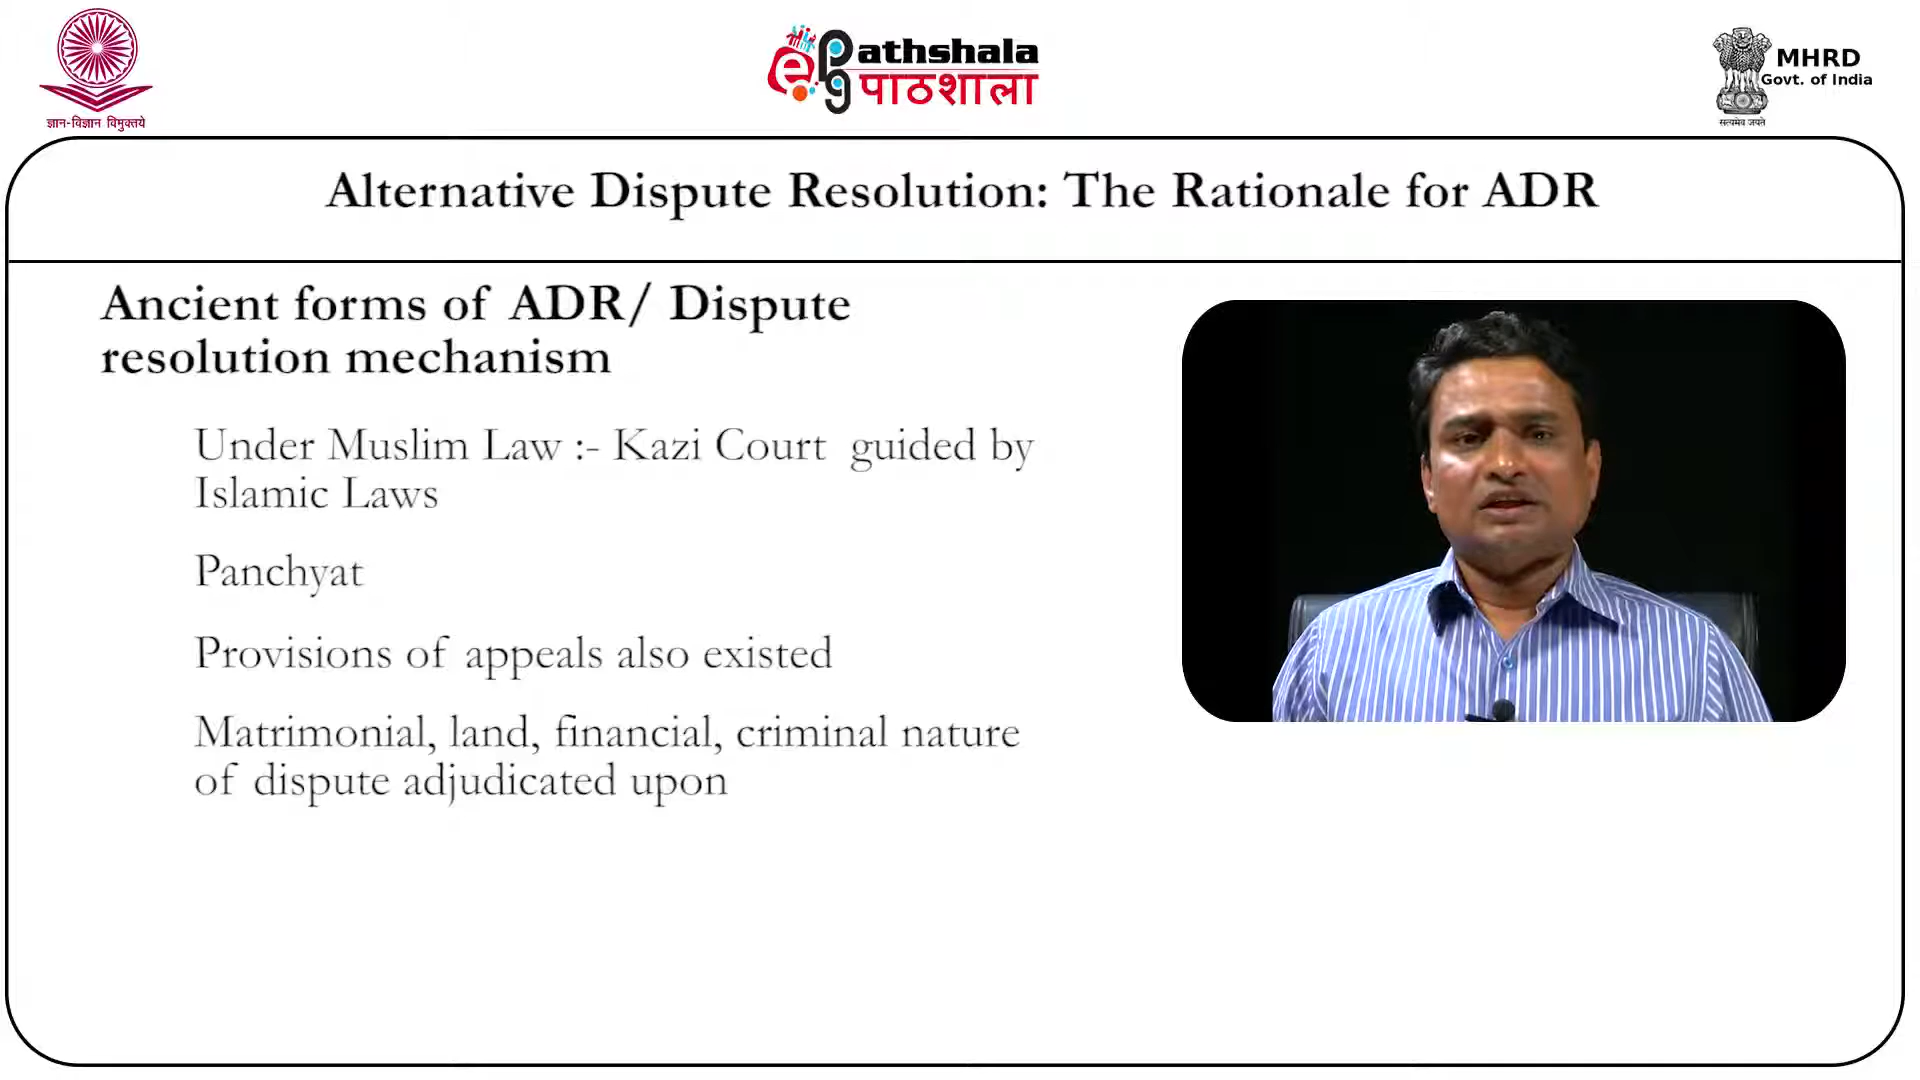 ज्ञान-विज्ञान विमुक्तये
epg Pathshala
पाठशाला
MHRD
Govt. of India
सत्यमेव जयते
Alternative Dispute Resolution: The Rationale for ADR
Ancient forms of ADR/ Dispute
resolution mechanism
Under Muslim Law :- Kazi Court guided by
Islamic Laws
Panchyat
Provisions of appeals also existed
Matrimonial, land, financial, criminal nature
of dispute adjudicated upon